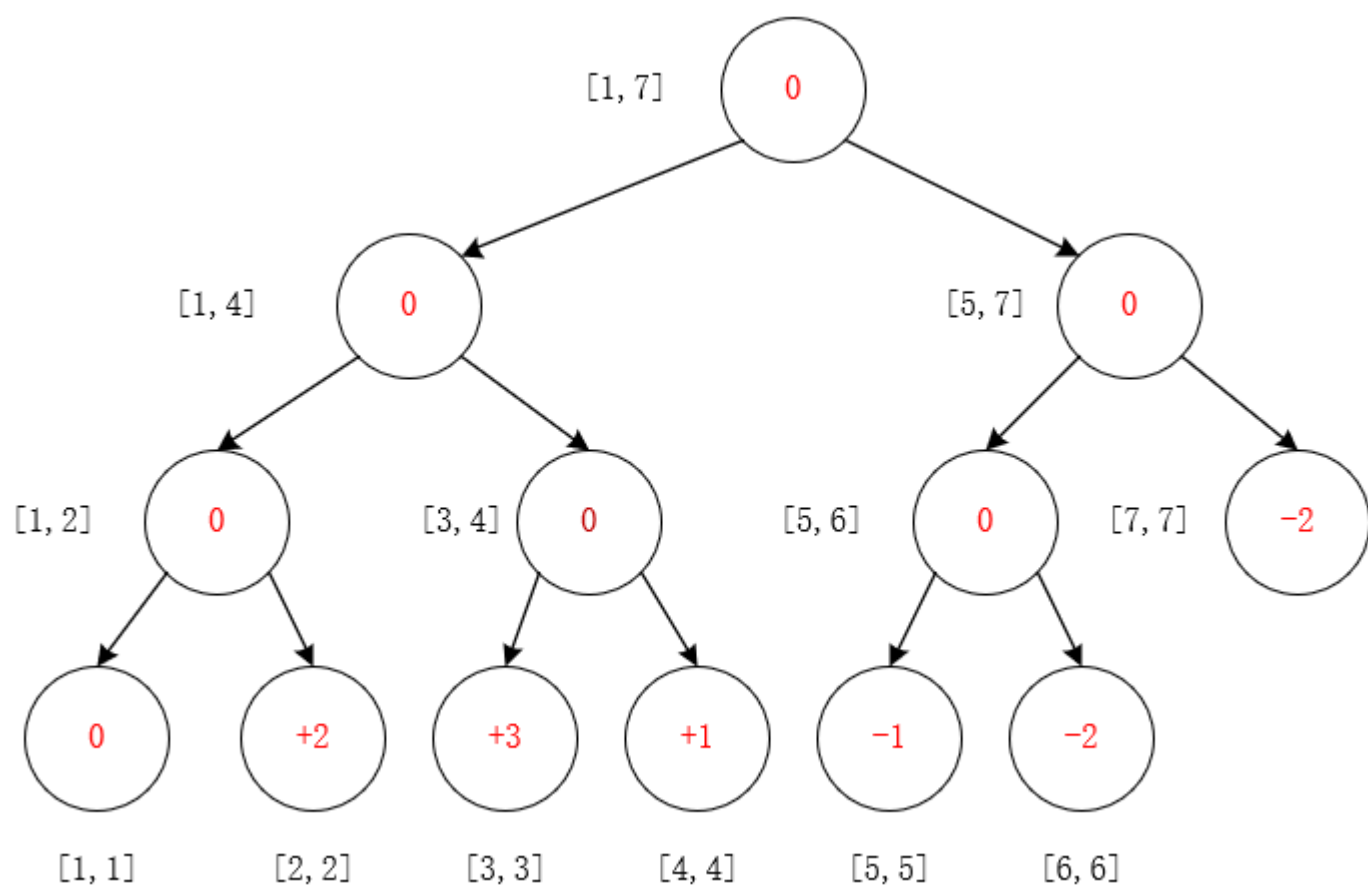 [1,7] 0
[1,4] 0 [5,7] 0
[1,2] 0 [3,4] 0 [5,6] 0 [7,7] -2
0 +2 +3 +1 -1 -2
[1,1] [2,2] [3,3] [4,4] [5,5] [6,6]